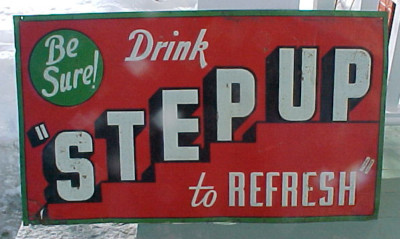 Be
Sure!
Drink
"STEP UP
to REFRESH"